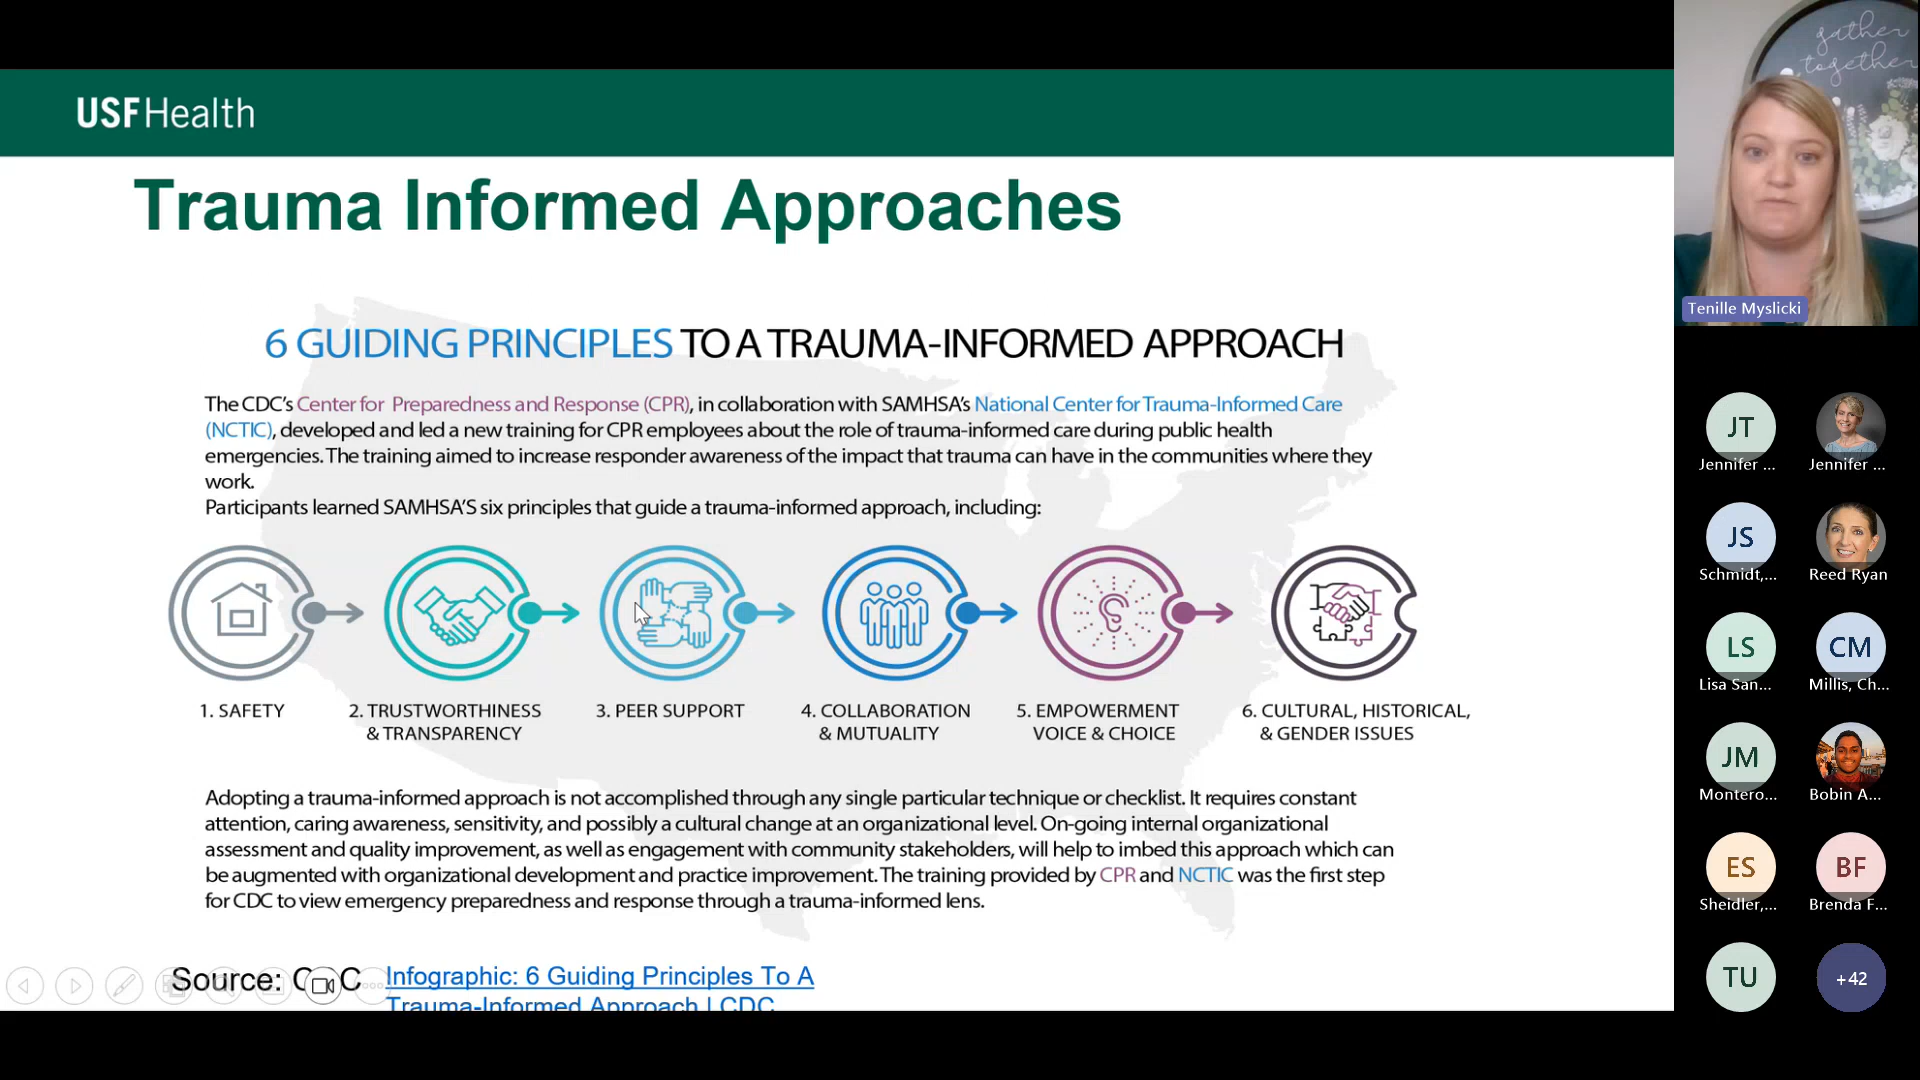 USF Health
Trauma Informed Approaches
6 GUIDING PRINCIPLES TO A TRAUMA-INFORMED APPROACH
The CDC's Center for Preparedness and Response (CPR), in collaboration with SAMHSA's National Center for Trauma-Informed Care
(NCTIC), developed and led a new training for CPR employees about the role of trauma-informed care during public health
emergencies. The training aimed to increase responder awareness of the impact that trauma can have in the communities where they
work.
Participants learned SAMHSA'S six principles that guide a trauma-informed approach, including:
1. SAFETY
2. TRUSTWORTHINESS
& TRANSPARENCY
3. PEER SUPPORT
4. COLLABORATION
& MUTUALITY
5. EMPOWERMENT
VOICE & CHOICE
6. CULTURAL, HISTORICAL,
& GENDER ISSUES
Adopting a trauma-informed approach is not accomplished through any single particular technique or checklist. It requires constant
attention, caring awareness, sensitivity, and possibly a cultural change at an organizational level. On-going internal organizational
assessment and quality improvement, as well as engagement with community stakeholders, will help to imbed this approach which can
be augmented with organizational development and practice improvement. The training provided by CPR and NCTIC was the first step
for CDC to view emergency preparedness and response through a trauma-informed lens.
Source: CDC
Infographic: 6 Guiding Principles To A
Trauma-Informed Approach | CDC
gather
together
Tenille Myslicki
JT
Jennifer ...
Jennifer ...
JS
Schmidt,...
Reed Ryan
LS
Lisa San...
CM
Millis, Ch...
JM
Montero...
Bobin A...
ES
Sheidler,...
BF
Brenda F...
TU
+42